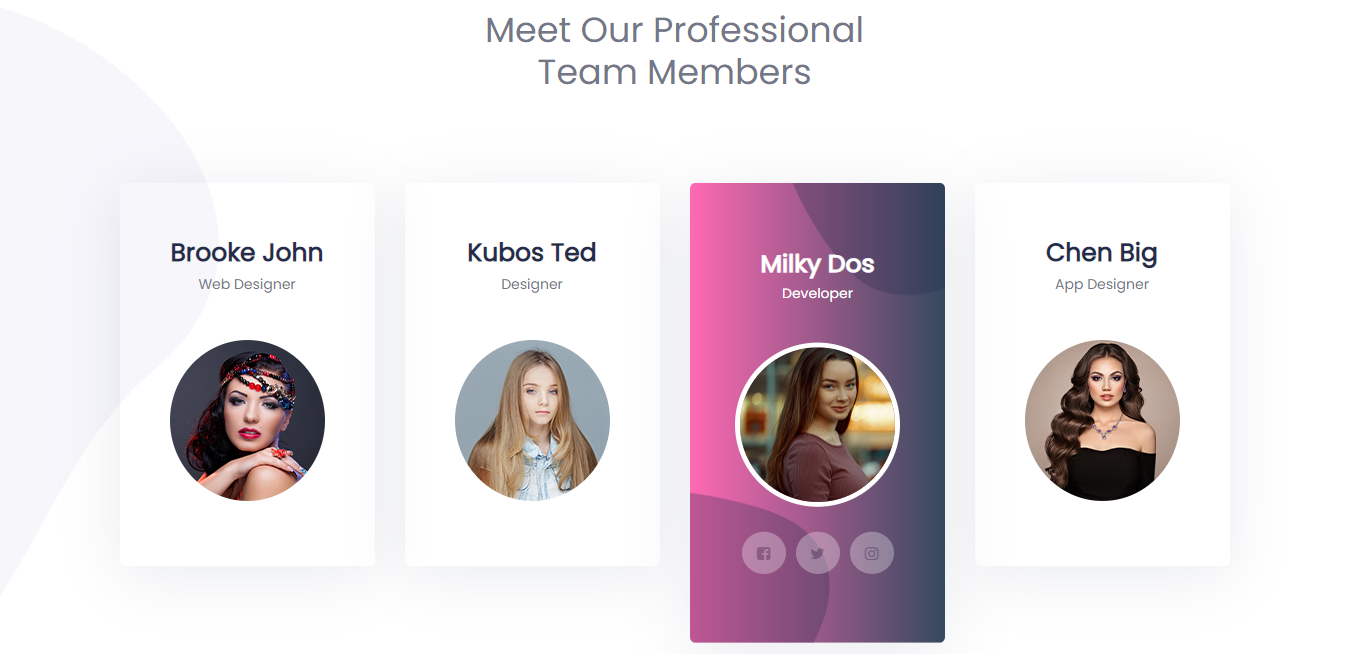 Meet Our Professional
Team Members
Brooke John
Web Designer
Kubos Ted
Designer
Milky Dos
Developer
Chen Big
App Designer